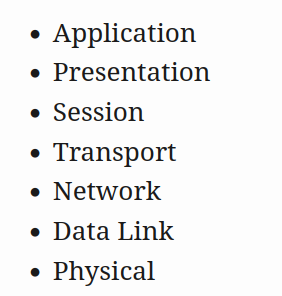 • Application
• Presentation
• Session
• Transport
• Network
• Data Link
• Physical